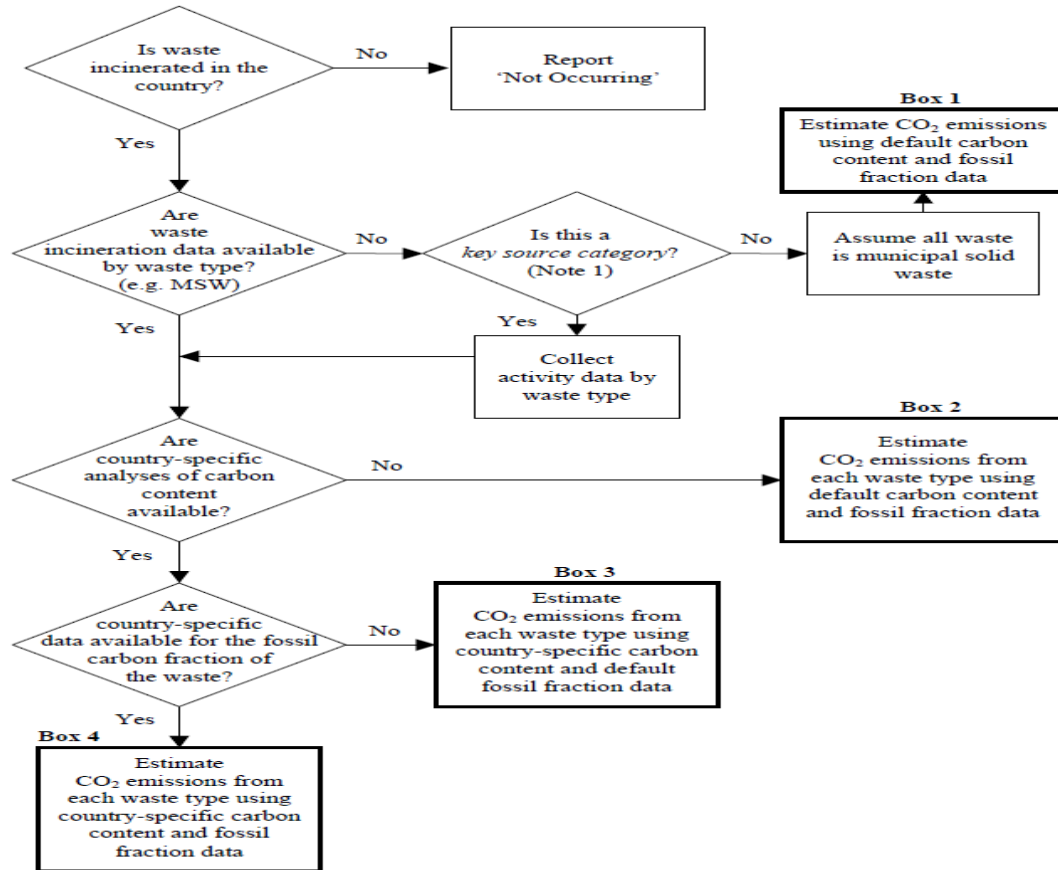 Is waste
incinerated in the
country?
No
Report
‘Not Occurring’
Yes
Box 1
Estimate CO₂ emissions
using default carbon
content and fossil
fraction data
Are
waste
incineration data available
by waste type?
(e.g. MSW)
No
Is this a
key source category?
(Note 1)
No
Assume all waste
is municipal solid
waste
Yes
Yes
Collect
activity data by
waste type
Box 2
Are
country-specific
analyses of carbon
content
available?
No
Estimate
CO₂ emissions from
each waste type using
default carbon content
and fossil fraction data
Yes
Box 3
Are
country-specific
data available for the fossil
carbon fraction of
the waste?
No
Estimate
CO₂ emissions from
each waste type using
country-specific carbon
content and default
fossil fraction data
Yes
Box 4
Estimate
CO₂ emissions from
each waste type using
country-specific carbon
content and fossil
fraction data